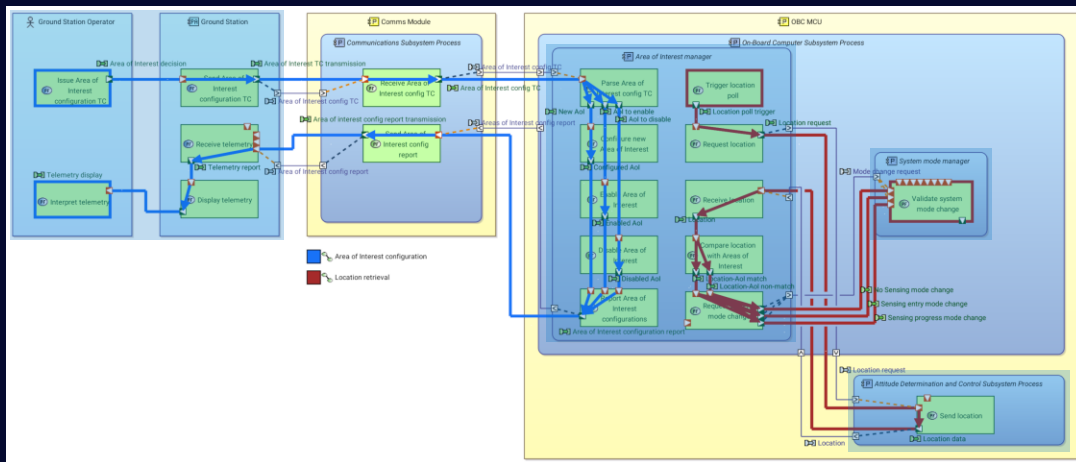 Ground Station Operator
Ground Station
Comms Module
OBC MCU
Communications Subsystem Process
On-Board Computer Subsystem Process
Area of Interest manager
Area of Interest decision
Area of Interest TC transmission
Area of Interest config TC
Issue Area of
Interest
configuration TC
Send Area of
Interest
configuration TC
Area of Interest config TC
Receive Area of
Interest config TC
Area of Interest config TC
Parse Area of
Interest config TC
Trigger location
poll
New AoI
AoI to enable
AoI to disable
Location poll trigger
Location request
Area of Interest config report transmission
Areas of Interest config report
Receive telemetry
Send Area of
Interest config report
Configure new
Area of Interest
Request location
Telemetry report
Area of Interest config report
Configured AoI
Mode change request
System mode manager
Telemetry display
Interpret telemetry
Display telemetry
Enable Area of
Interest
Receive location
Validate system
mode change
Enabled AoI
Location
Disable Area of
Interest
Compare location
with Areas of
Interest
Area of Interest configuration
Location retrieval
Disabled AoI
Location-AoI match
Location-AoI non-match
Report Area of
Interest
configurations
mode change
No Sensing mode change
Sensing entry mode change
Sensing progress mode change
Area of Interest configuration report
Location request
Attitude Determination and Control Subsystem Process
Send location
Location data
Location